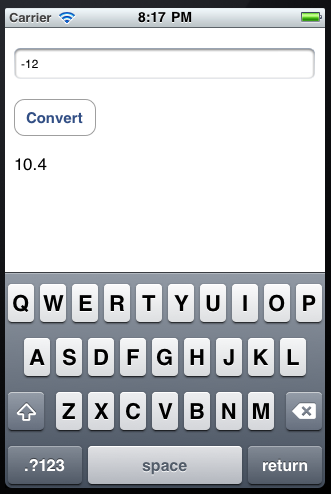 Carrier 8:17 PM
-12
Convert
10.4
Q W E R T Y U I O P
A S D F G H J K L
Z X C V B N M
.?123 space return